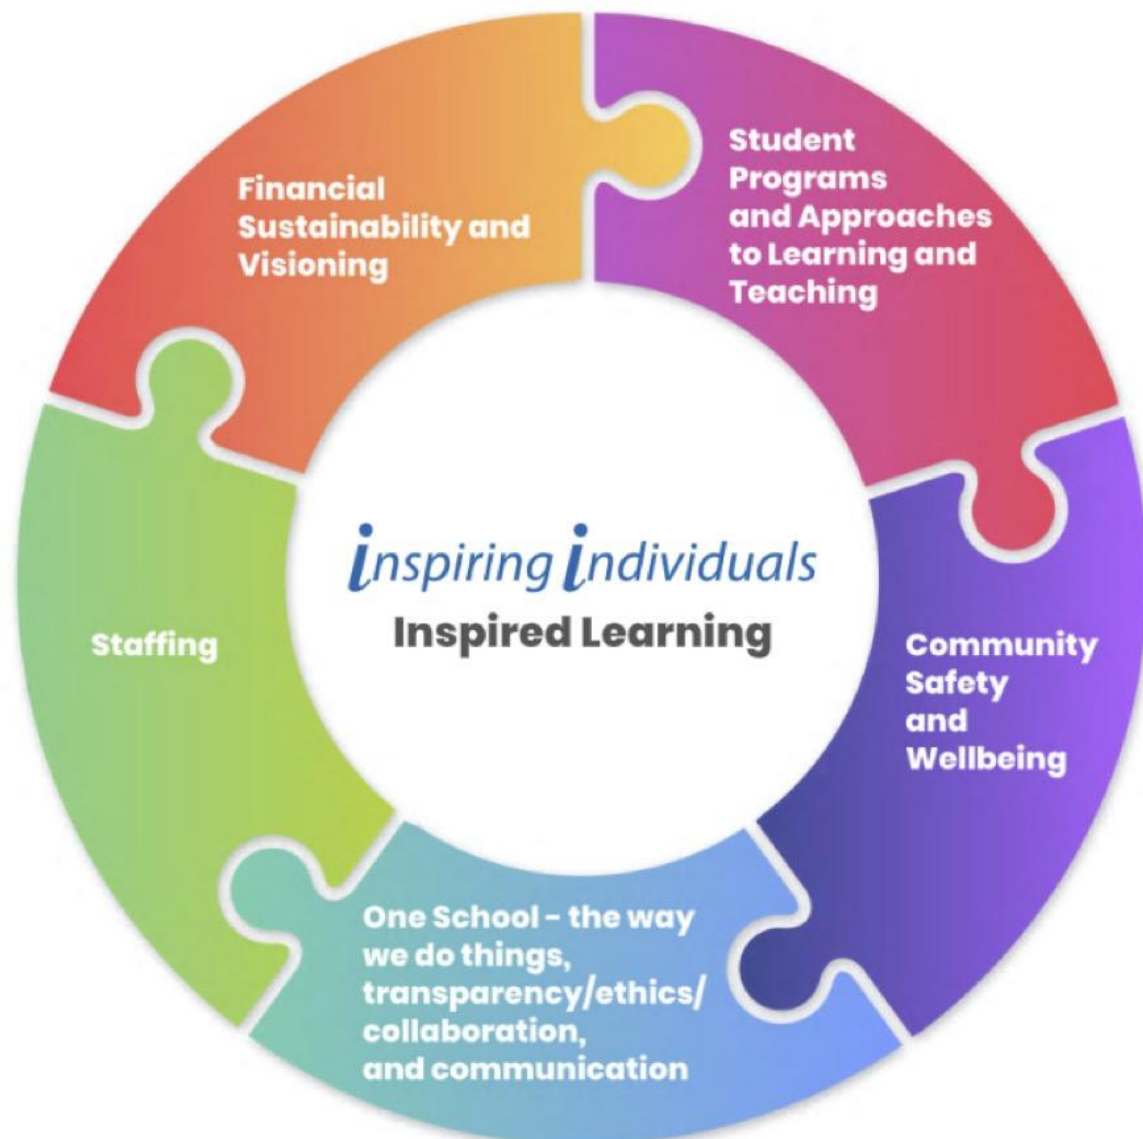 Financial
Sustainability and
Visioning
Student
Programs
and Approaches
to Learning and
Teaching
inspiring individuals
Inspired Learning
Staffing
Community
Safety
and
Wellbeing
One School - the way
we do things,
transparency/ethics/
collaboration,
and communication